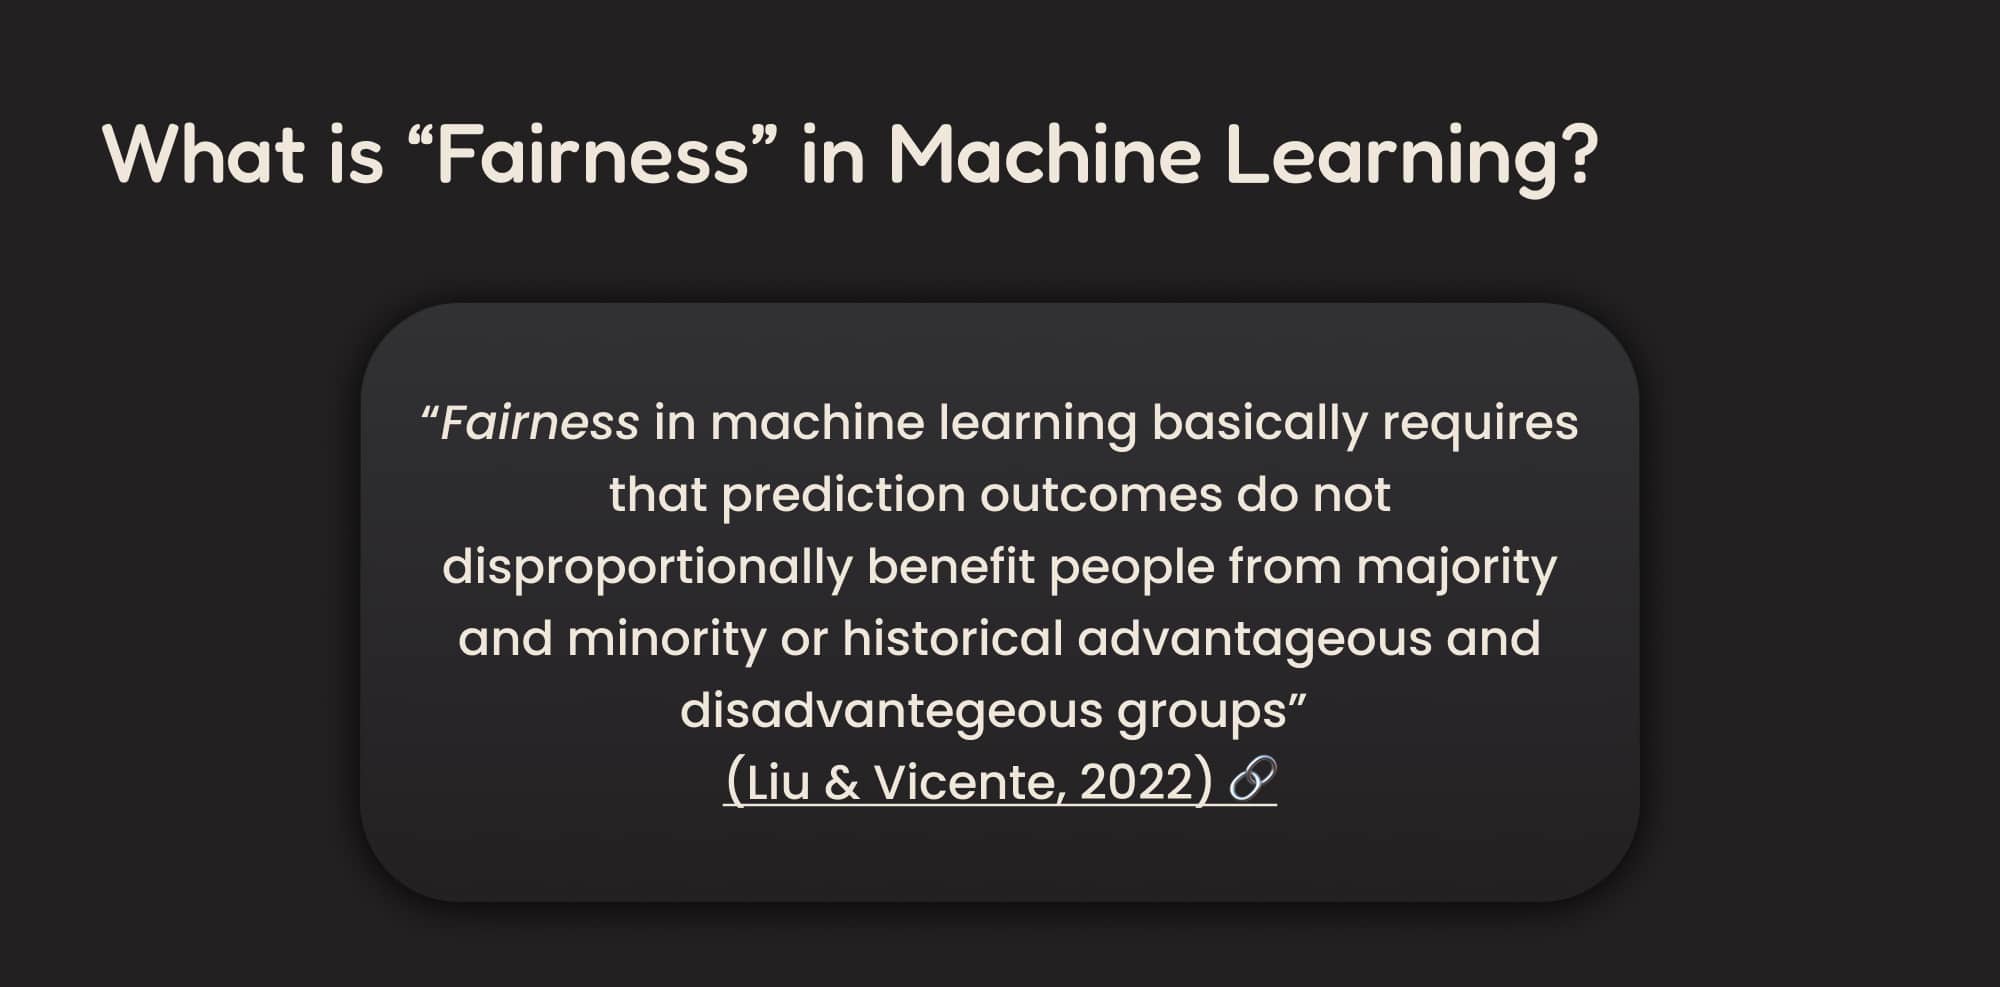 What is “Fairness” in Machine Learning?
“Fairness in machine learning basically requires
that prediction outcomes do not
disproportionally benefit people from majority
and minority or historical advantageous and
disadvantegeous groups”
(Liu & Vicente, 2022) 🔗